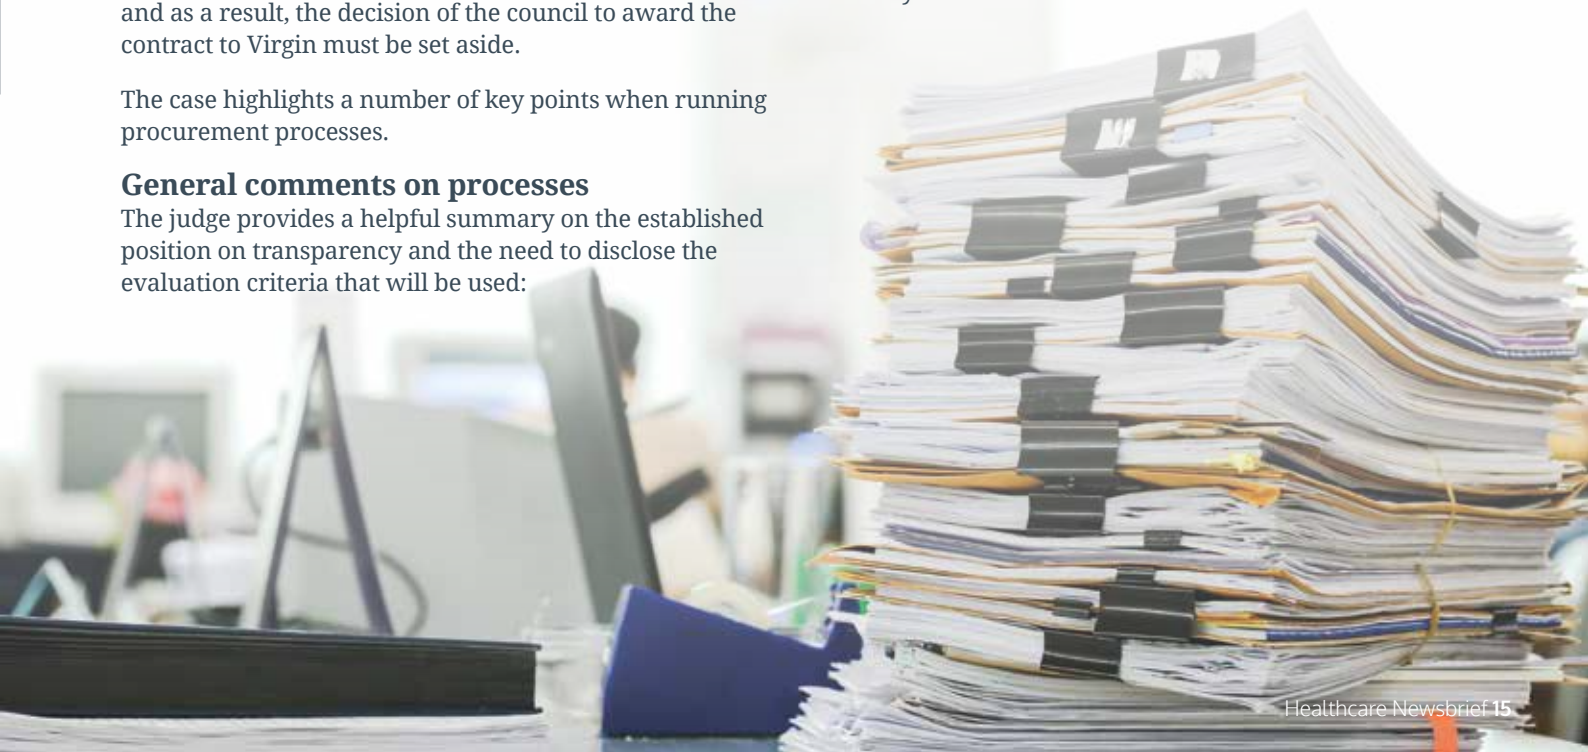 and as a result, the decision of the council to award the
contract to Virgin must be set aside.
The case highlights a number of key points when running
procurement processes.
General comments on processes
The judge provides a helpful summary on the established
position on transparency and the need to disclose the
evaluation criteria that will be used:
Healthcare Newsbrief 15